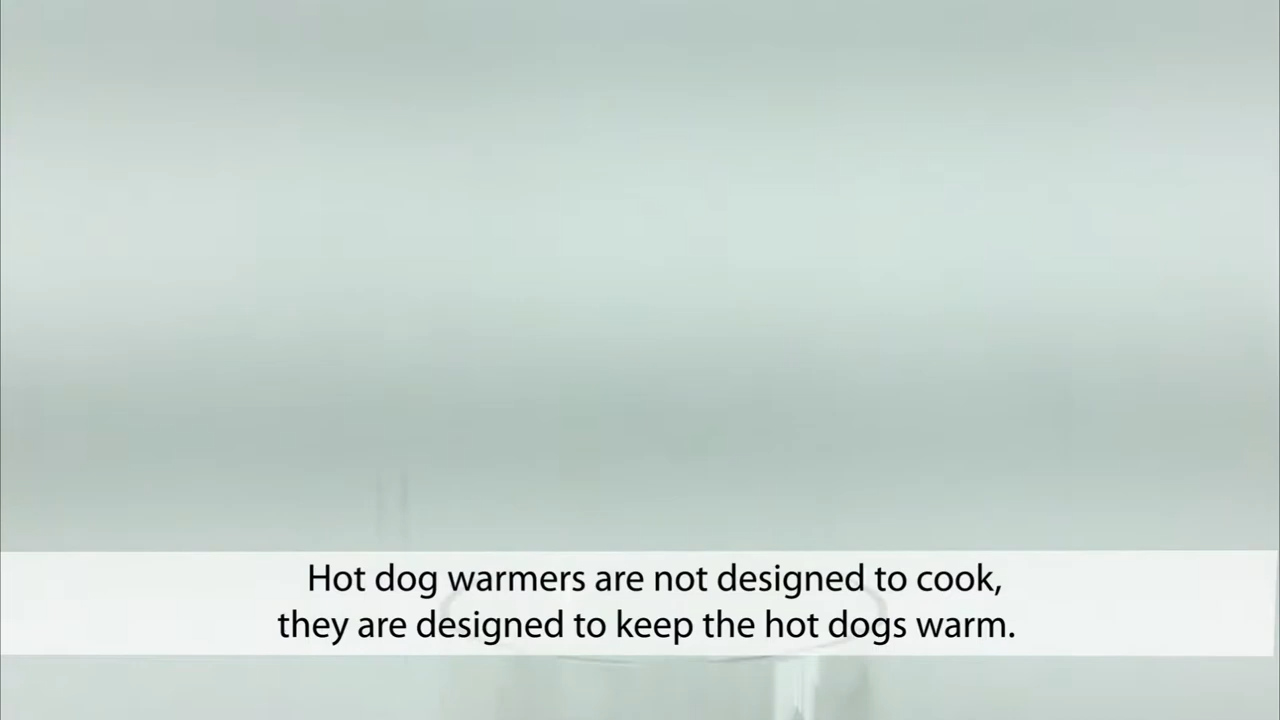 Hot dog warmers are not designed to cook,
they are designed to keep the hot dogs warm.